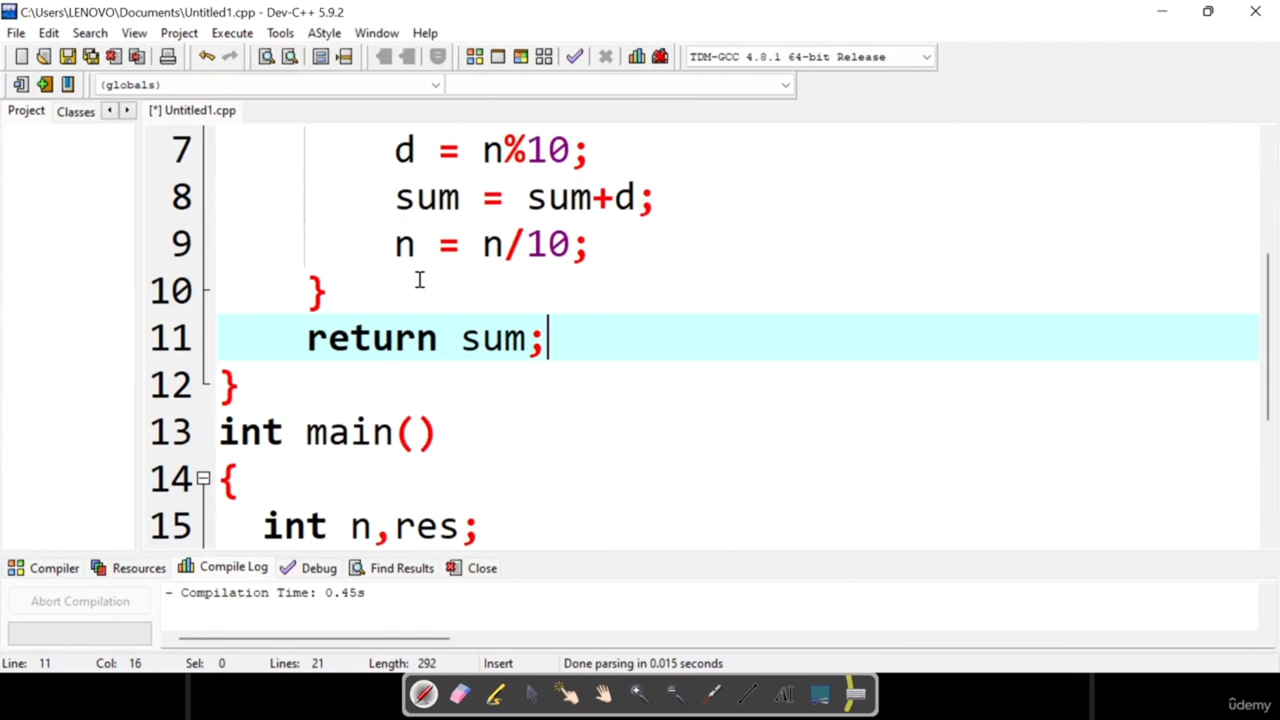 C:\Users\LENOVO\Documents\Untitled1.cpp - Dev-C++ 5.9.2
File Edit Search View Project Execute Tools AStyle Window Help
TDM-GCC 4.8.1 64-bit Release
(globals)
Project Classes [*] Untitled1.cpp
7 d = n%10;
8 sum = sum+d;
9 n = n/10;
10 }
11 return sum;
12 }
13 int main()
14 {
15 int n,res;
Compiler Resources Compile Log Debug Find Results Close
Abort Compilation
- Compilation Time: 0.45s
Line: 11 Col: 16 Sel: 0 Lines: 21 Length: 292 Insert Done parsing in 0.015 seconds
AI
ûdemy